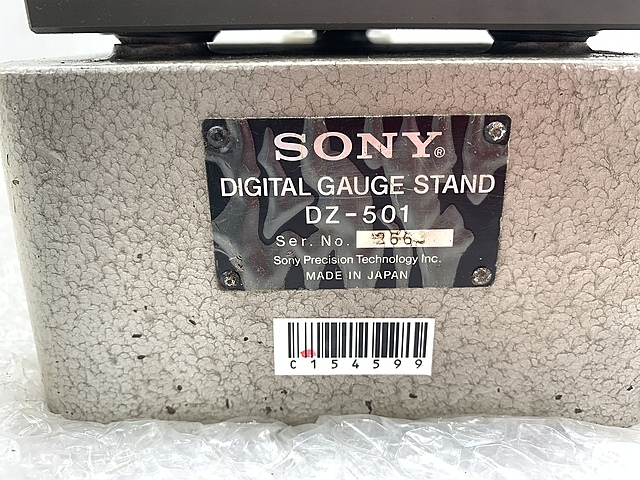 SONY®
DIGITAL GAUGE STAND
DZ-501
Ser. No.
Sony Precision Technology Inc.
MADE IN JAPAN
C154599